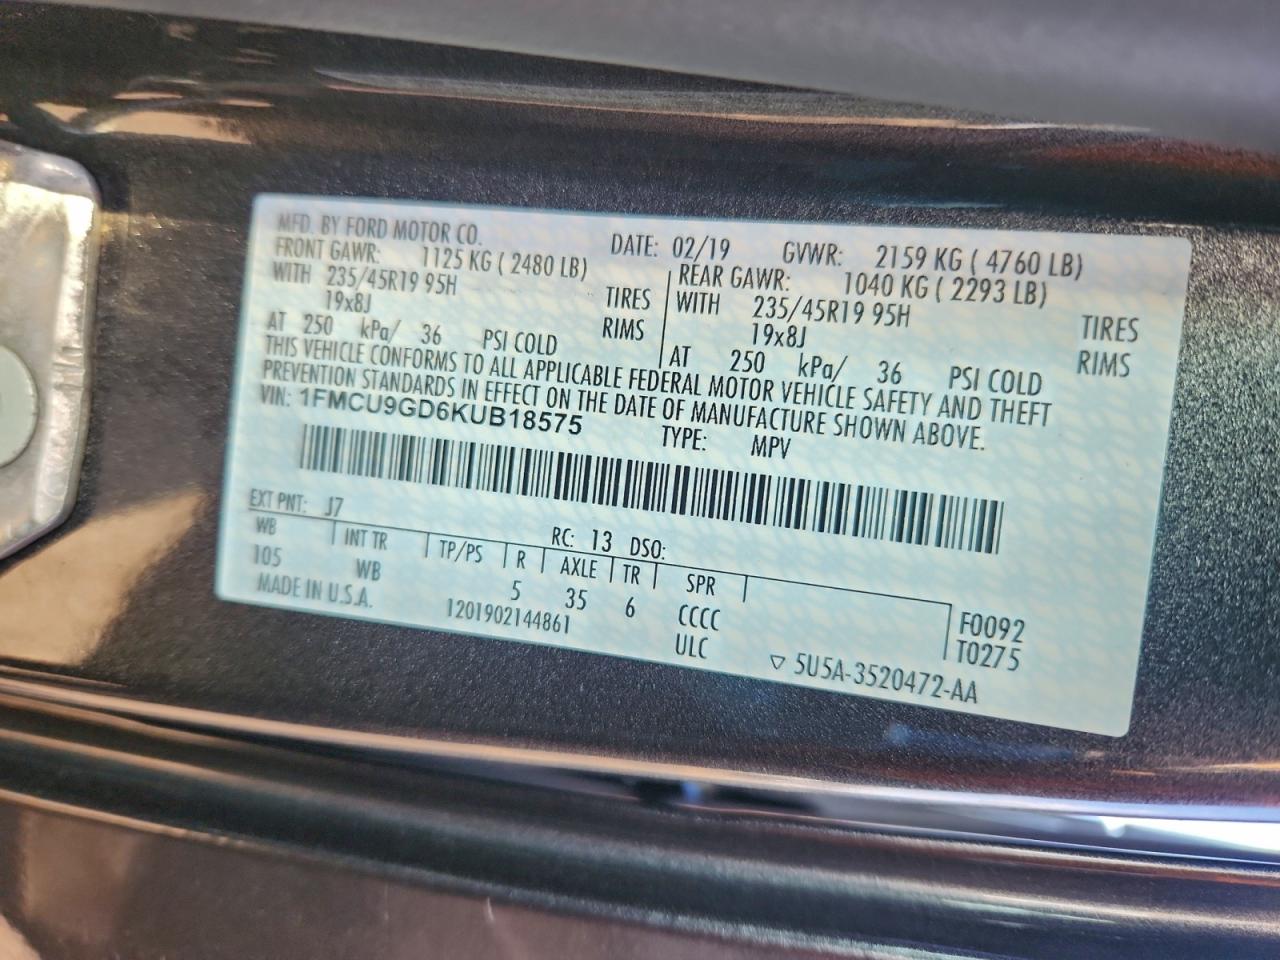 MFD. BY FORD MOTOR CO. DATE: 02/19 GVWR: 2159 KG ( 4760 LB)
FRONT GAWR: 1125 KG ( 2480 LB) REAR GAWR: 1040 KG ( 2293 LB)
WITH 235/45R19 95H TIRES WITH 235/45R19 95H TIRES
19x8J RIMS 19x8J RIMS
AT 250 kPa/ 36 PSI COLD AT 250 kPa/ 36 PSI COLD
THIS VEHICLE CONFORMS TO ALL APPLICABLE FEDERAL MOTOR VEHICLE SAFETY AND THEFT
PREVENTION STANDARDS IN EFFECT ON THE DATE OF MANUFACTURE SHOWN ABOVE.
VIN: 1FMCU9GD6KUB18575 TYPE: MPV
EXT PNT: J7 RC: 13 DSO:
WB INT TR TP/PS R AXLE TR SPR F0092
105 WB 5 35 6 CCCC T0275
MADE IN U.S.A. 1201902144861 ULC ▽ 5U5A-3520472-AA